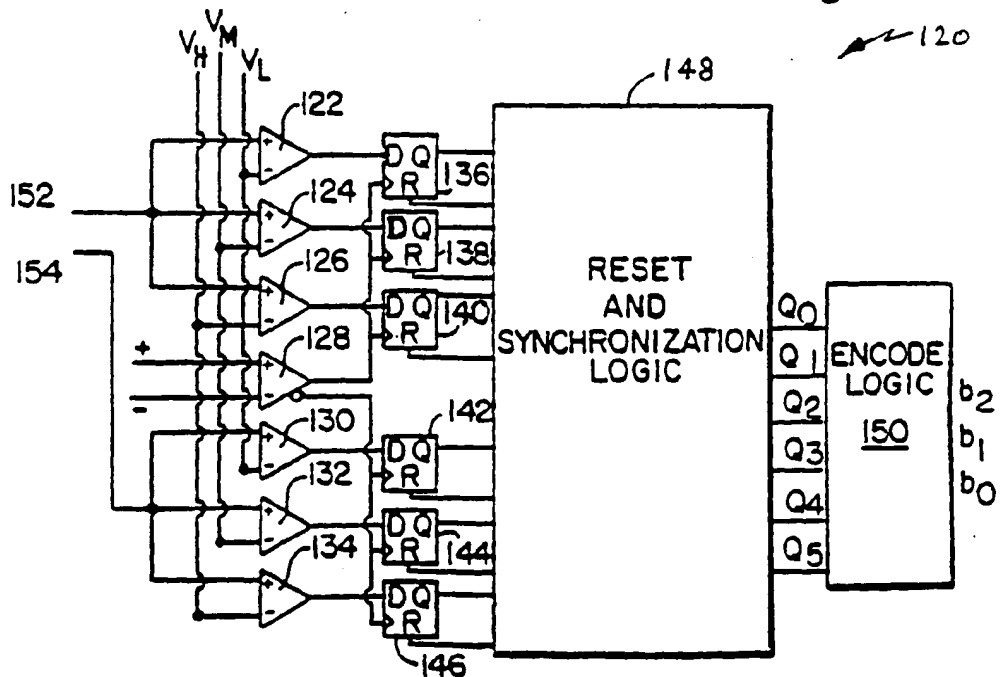 120
V_H
V_M
V_L
148
122
D Q
R
136
152
124
D Q
R
138
154
126
D Q
R
140
RESET
AND
SYNCHRONIZATION
LOGIC
+
-
128
Q0
Q1
Q2
Q3
Q4
Q5
ENCODE
LOGIC
150
b2
b1
b0
130
142
D Q
R
132
D Q
R
144
134
D Q
R
146